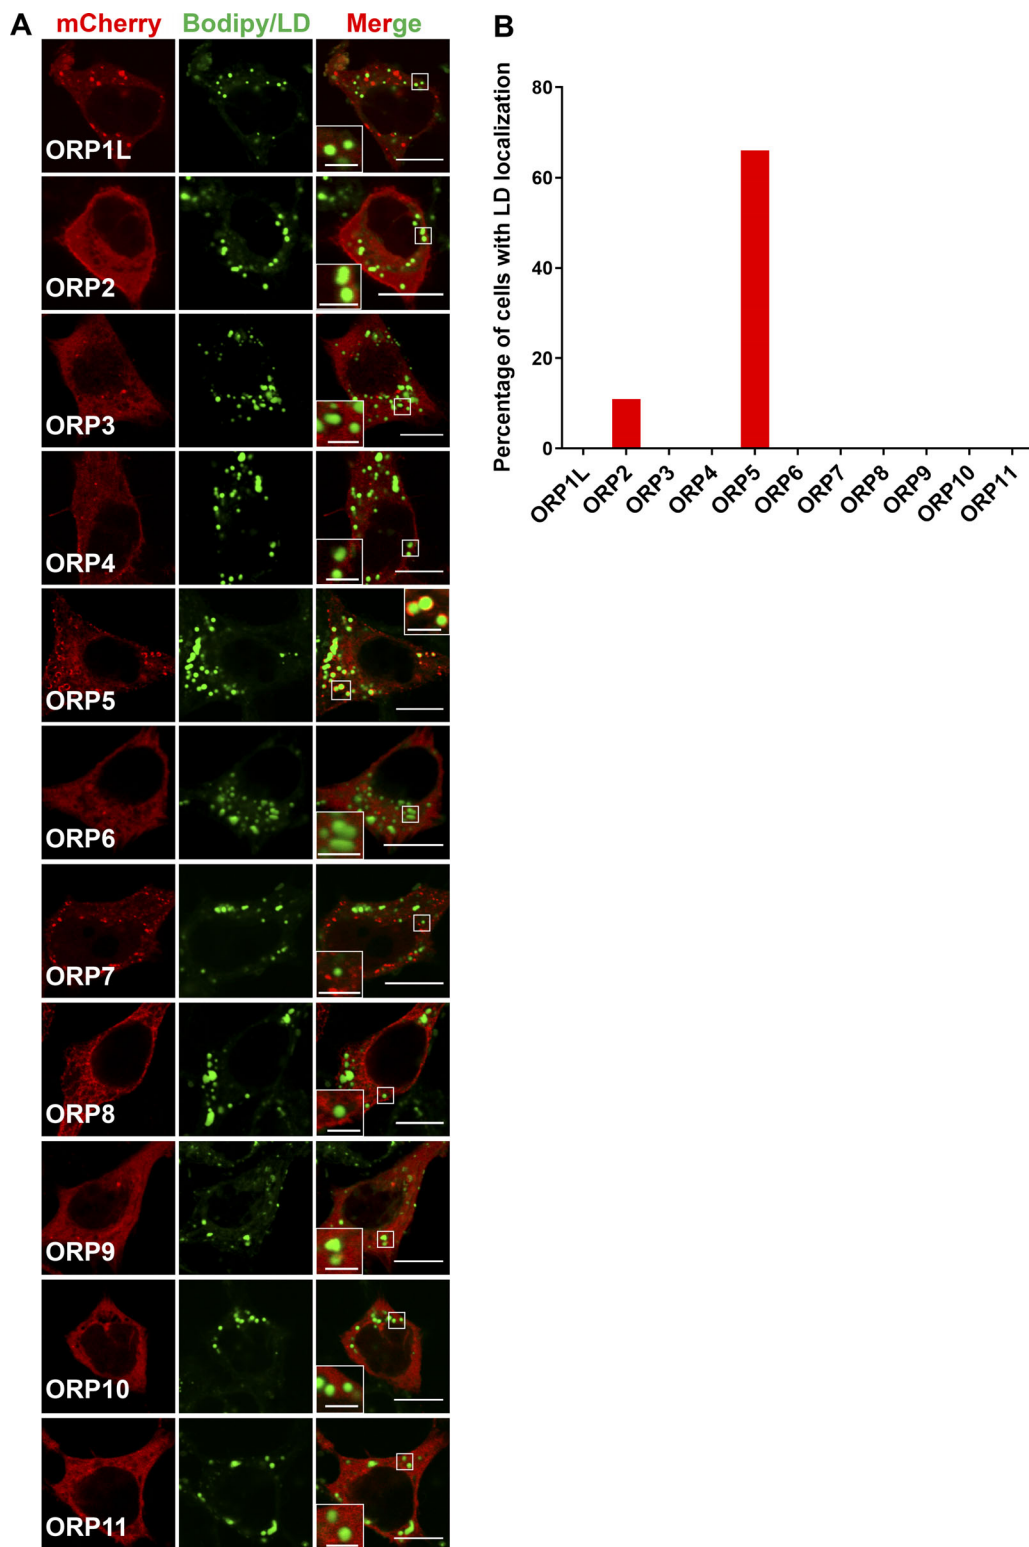 A
mCherry
Bodipy/LD
Merge
ORP1L
ORP2
ORP3
ORP4
ORP5
ORP6
ORP7
ORP8
ORP9
ORP10
ORP11
B
Percentage of cells with LD localization
80
60
40
20
0
ORP1L
ORP2
ORP3
ORP4
ORP5
ORP6
ORP7
ORP8
ORP9
ORP10
ORP11